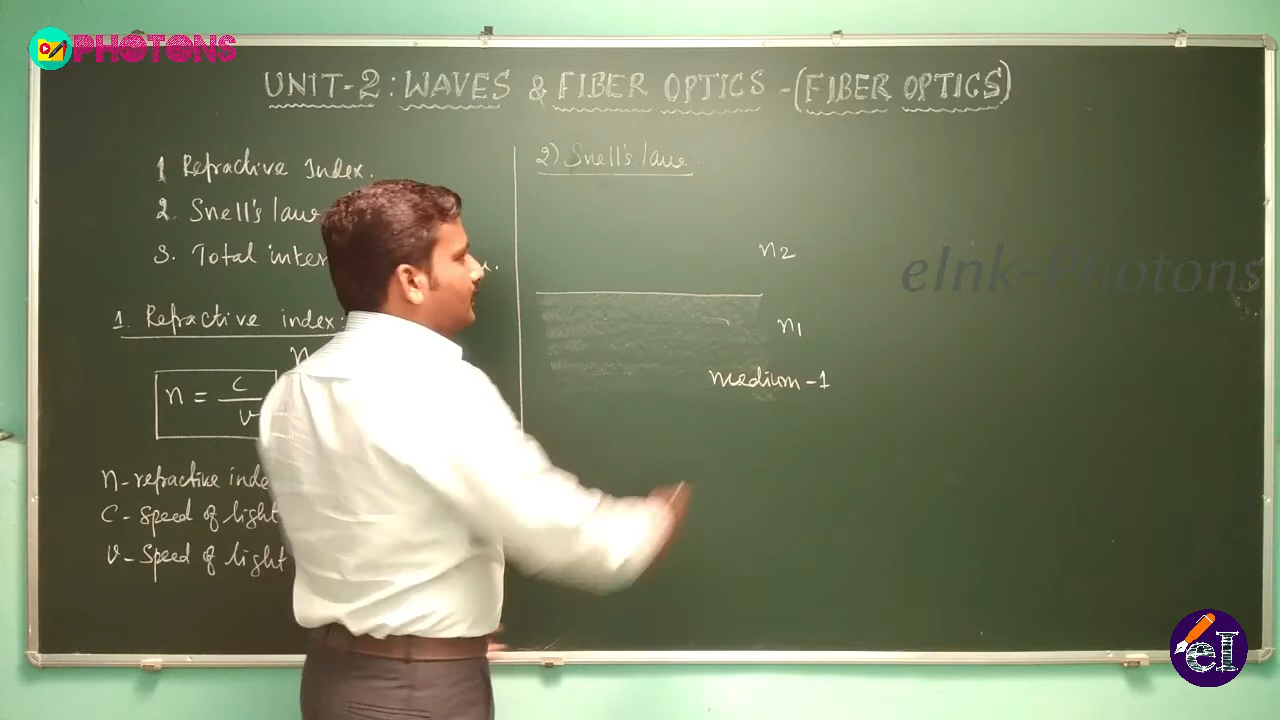 PHOTONS
UNIT-2: WAVES & FIBER OPTICS - (FIBER OPTICS)
1 Refractive Index.
2. Snell's law
3. Total inter
1. Refractive index:
n = c / v
n - refractive inde
c - speed of light
v - speed of light
2) Snell's law:
n2
n1
medium - 1
eInk-Photons
eI